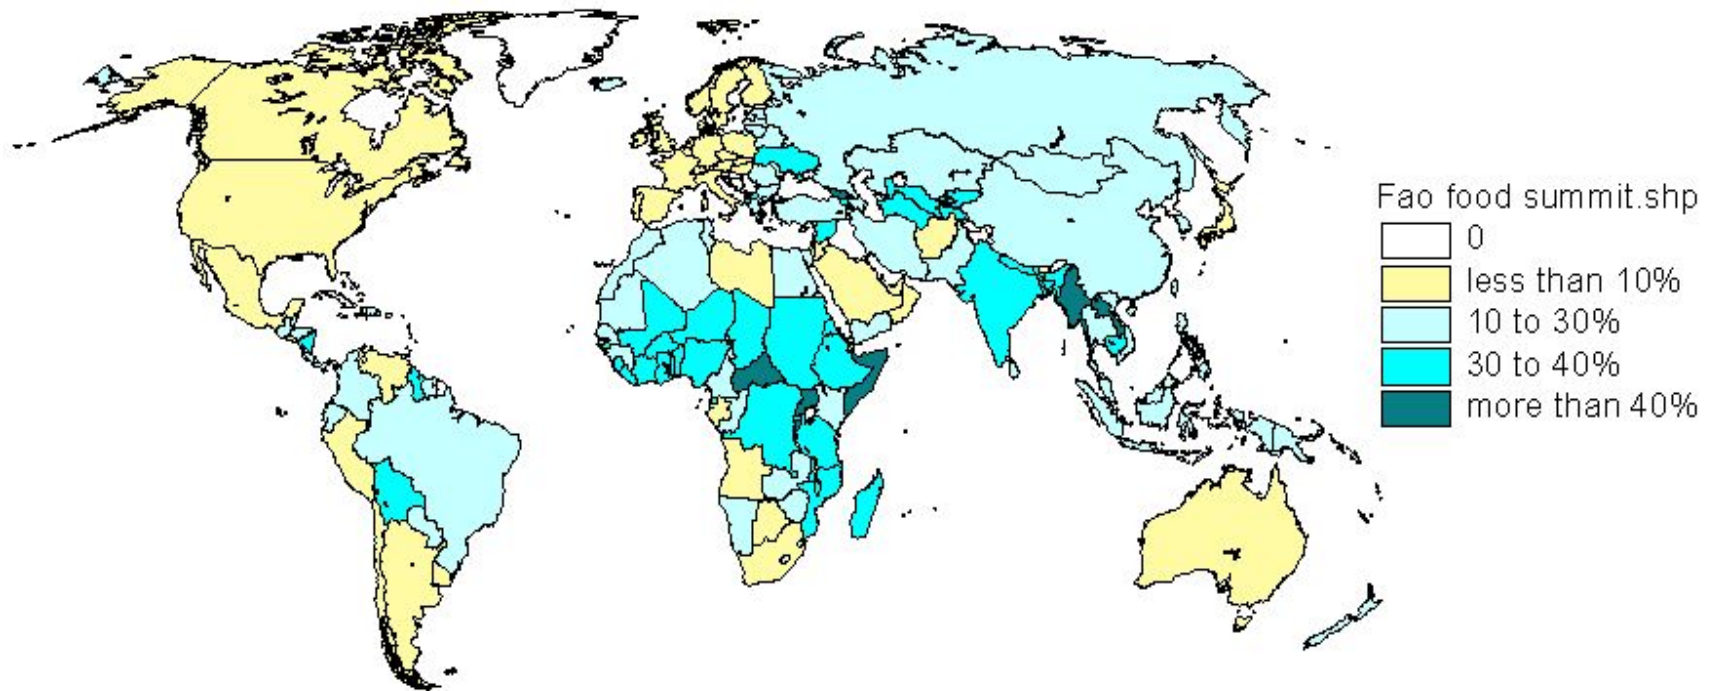 Fao food summit.shp
0
less than 10%
10 to 30%
30 to 40%
more than 40%